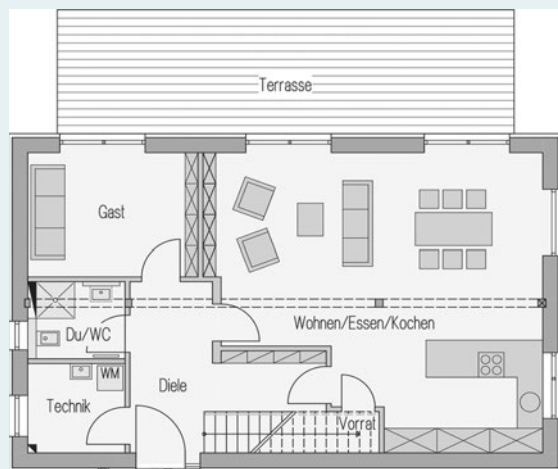 Terrasse
Gast
Wohnen/Essen/Kochen
Du/WC
WM
Diele
Technik
Vorrat